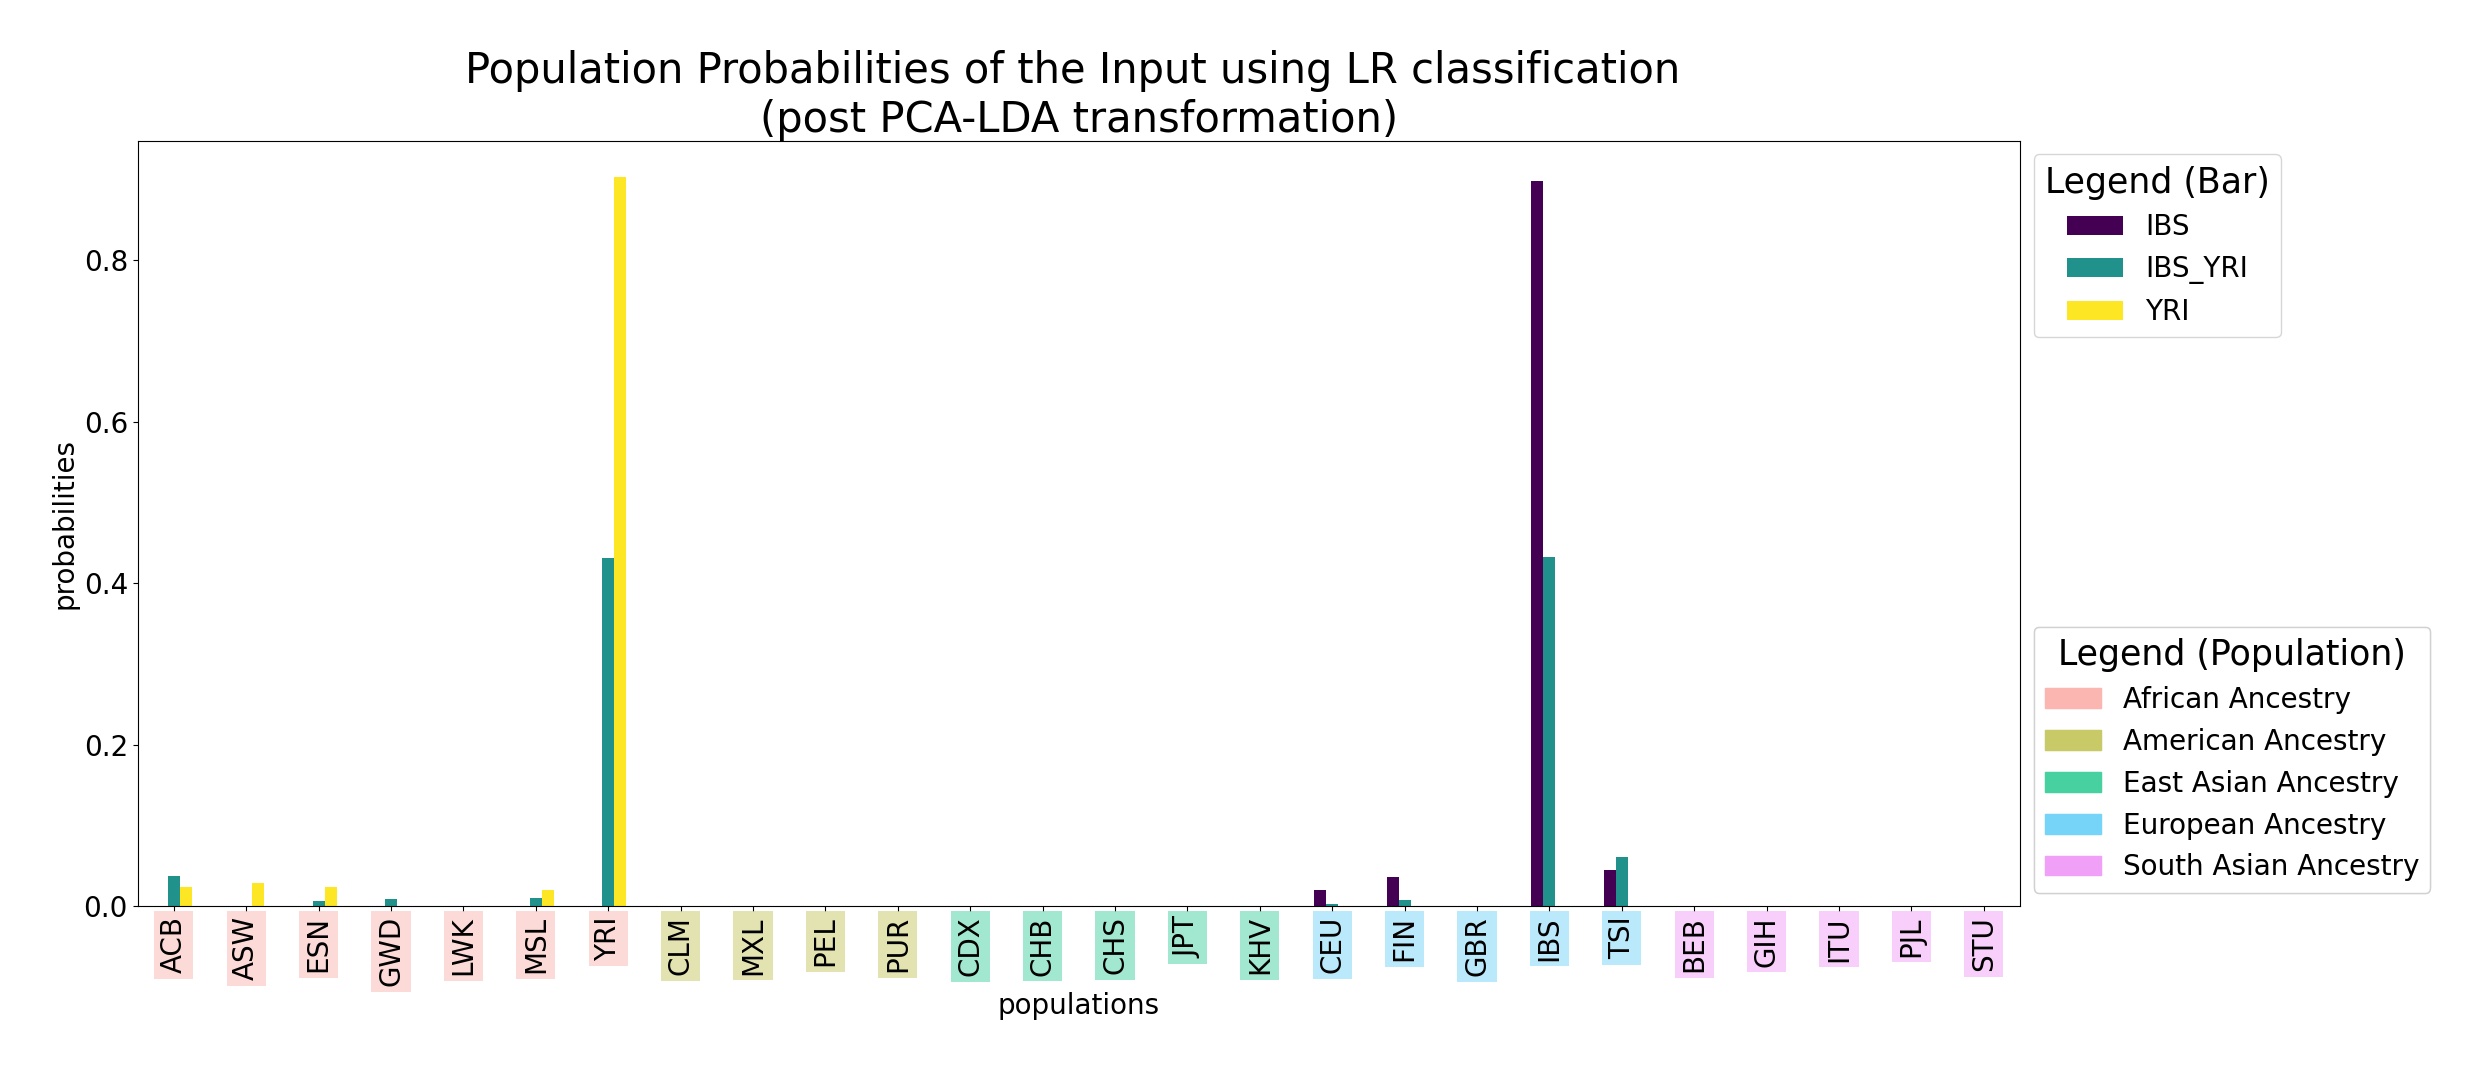 Population Probabilities of the Input using LR classification
(post PCA-LDA transformation)
probabilities
0.8
0.6
0.4
0.2
0.0
ACB
ASW
ESN
GWD
LWK
MSL
YRI
CLM
MXL
PEL
PUR
CDX
CHB
CHS
JPT
KHV
CEU
FIN
GBR
IBS
TSI
BEB
GIH
ITU
PJL
STU
populations
Legend (Bar)
IBS
IBS_YRI
YRI
Legend (Population)
African Ancestry
American Ancestry
East Asian Ancestry
European Ancestry
South Asian Ancestry